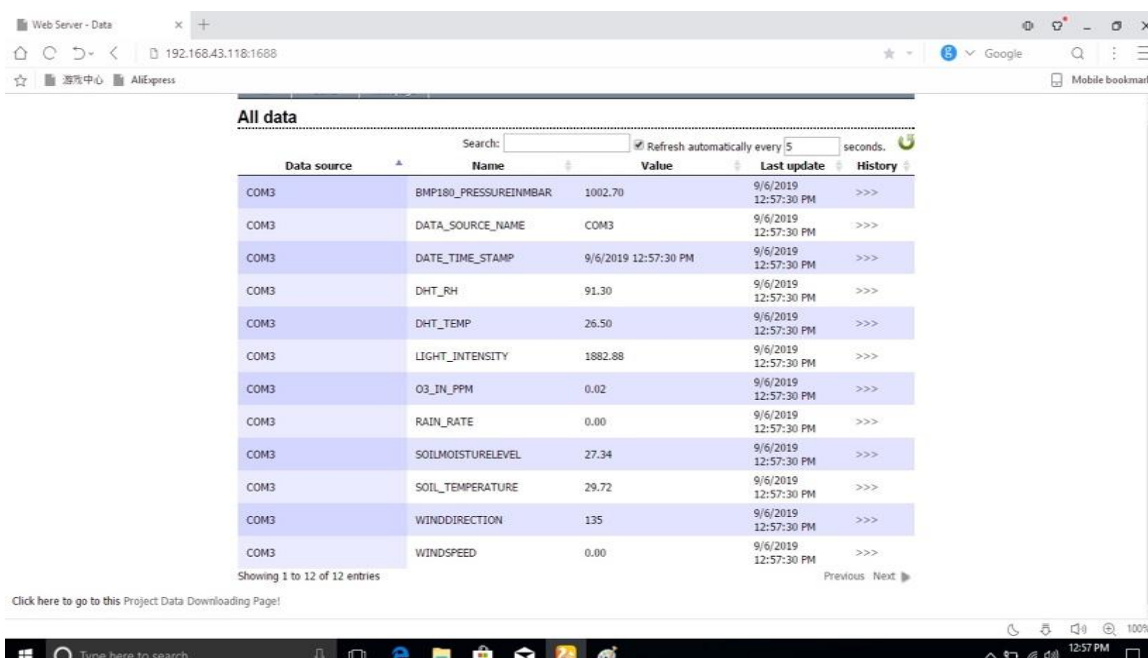 Web Server - Data
192.168.43.118:1688
Google
游戏中心 AliExpress
Mobile bookmark
All data
Search: Refresh automatically every 5 seconds.
Data source Name Value Last update History
COM3 BMP180_PRESSUREINMBAR 1002.70 9/6/2019 12:57:30 PM >>>
COM3 DATA_SOURCE_NAME COM3 9/6/2019 12:57:30 PM >>>
COM3 DATE_TIME_STAMP 9/6/2019 12:57:30 PM 9/6/2019 12:57:30 PM >>>
COM3 DHT_RH 91.30 9/6/2019 12:57:30 PM >>>
COM3 DHT_TEMP 26.50 9/6/2019 12:57:30 PM >>>
COM3 LIGHT_INTENSITY 1882.88 9/6/2019 12:57:30 PM >>>
COM3 O3_IN_PPM 0.02 9/6/2019 12:57:30 PM >>>
COM3 RAIN_RATE 0.00 9/6/2019 12:57:30 PM >>>
COM3 SOILMOISTURELEVEL 27.34 9/6/2019 12:57:30 PM >>>
COM3 SOIL_TEMPERATURE 29.72 9/6/2019 12:57:30 PM >>>
COM3 WINDDIRECTION 135 9/6/2019 12:57:30 PM >>>
COM3 WINDSPEED 0.00 9/6/2019 12:57:30 PM >>>
Showing 1 to 12 of 12 entries Previous Next
Click here to go to this Project Data Downloading Page!
100%
Type here to search
12:57 PM